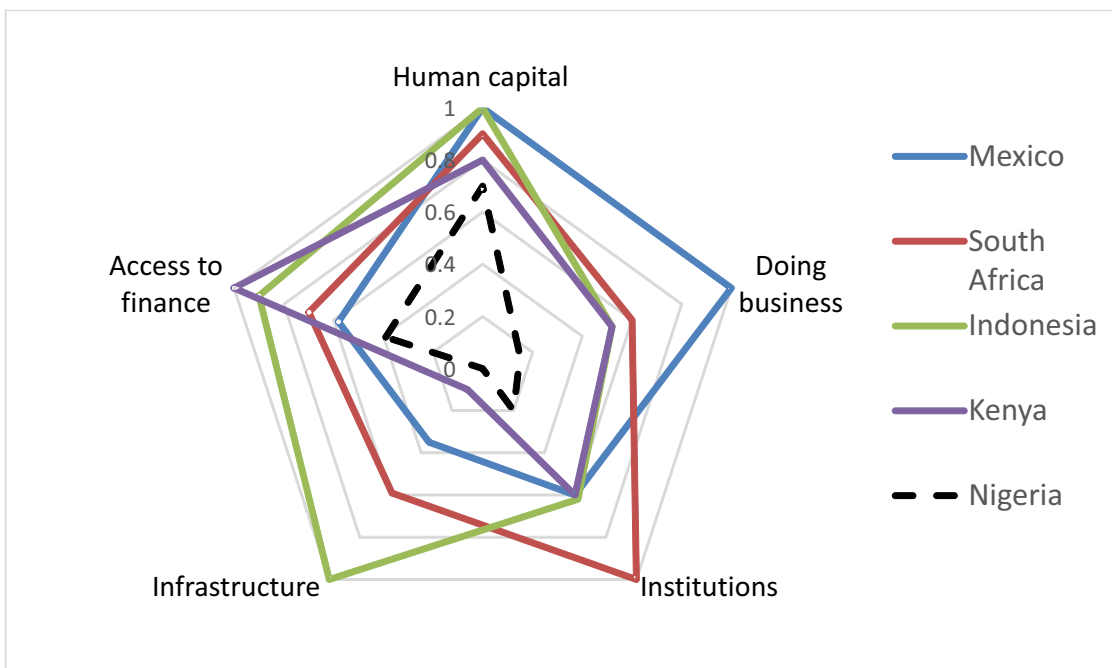 Human capital
1
0.8
0.6
0.4
0.2
0
Doing
business
Institutions
Infrastructure
Access to
finance
Mexico
South
Africa
Indonesia
Kenya
Nigeria